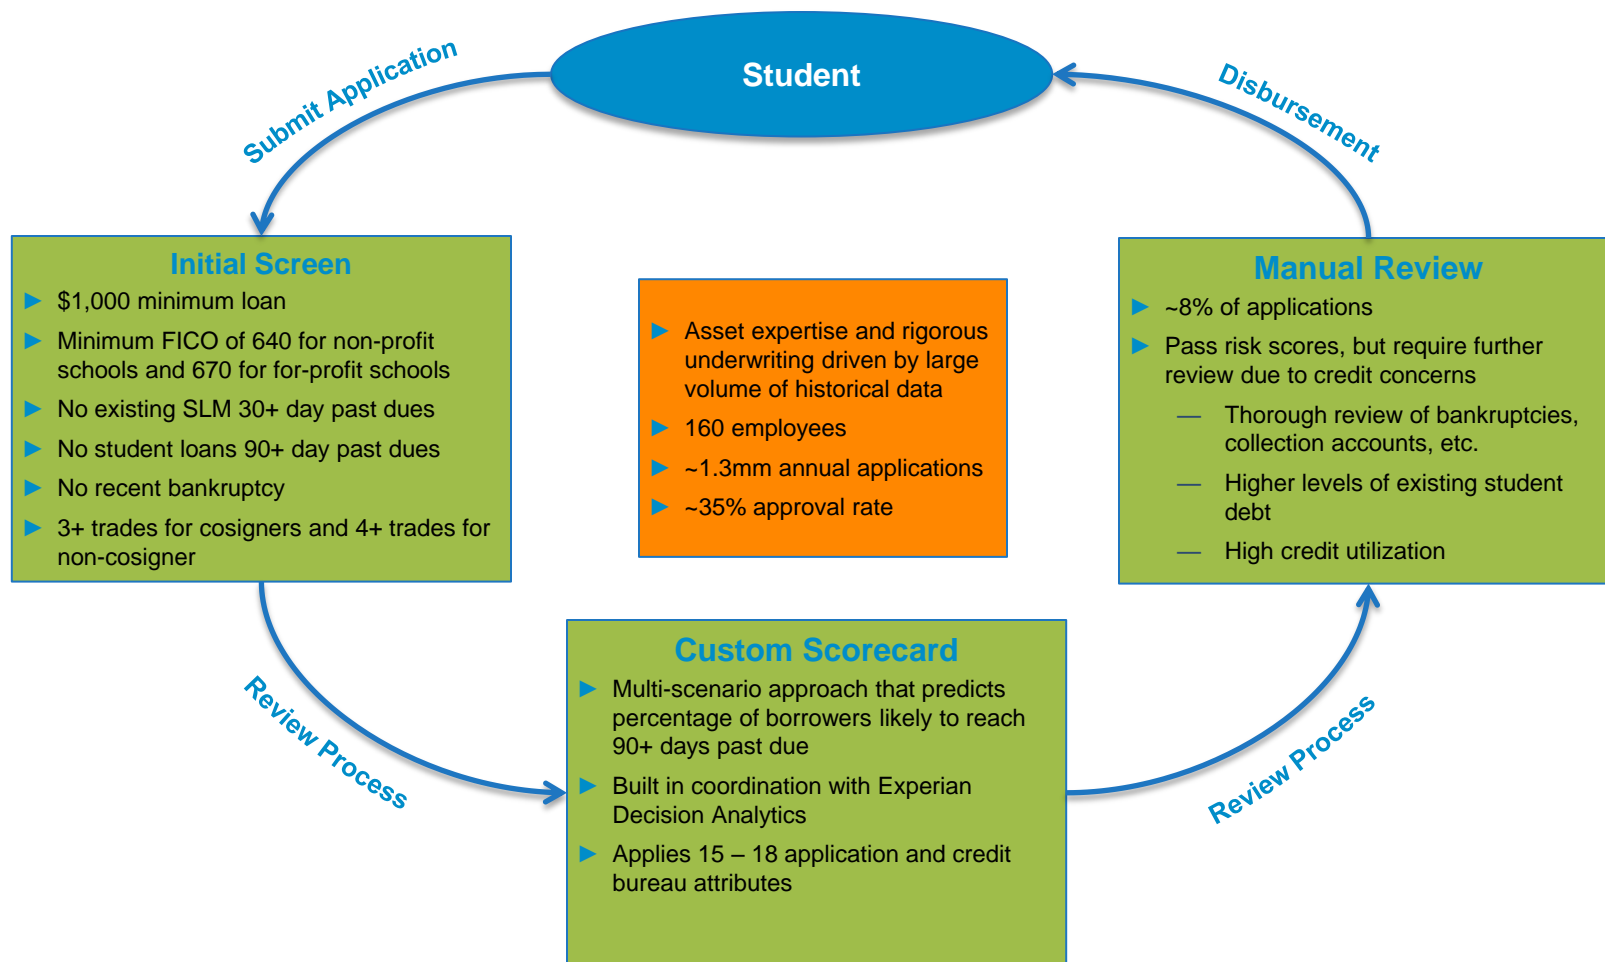 Student
Submit Application
Disbursement
Initial Screen
► $1,000 minimum loan
► Minimum FICO of 640 for non-profit
schools and 670 for for-profit schools
► No existing SLM 30+ day past dues
► No student loans 90+ day past dues
► No recent bankruptcy
► 3+ trades for cosigners and 4+ trades for
non-cosigner
► Asset expertise and rigorous
underwriting driven by large
volume of historical data
► 160 employees
► ~1.3mm annual applications
► ~35% approval rate
Manual Review
► ~8% of applications
► Pass risk scores, but require further
review due to credit concerns
— Thorough review of bankruptcies,
collection accounts, etc.
— Higher levels of existing student
debt
— High credit utilization
Review Process
Custom Scorecard
► Multi-scenario approach that predicts
percentage of borrowers likely to reach
90+ days past due
► Built in coordination with Experian
Decision Analytics
► Applies 15 – 18 application and credit
bureau attributes
Review Process